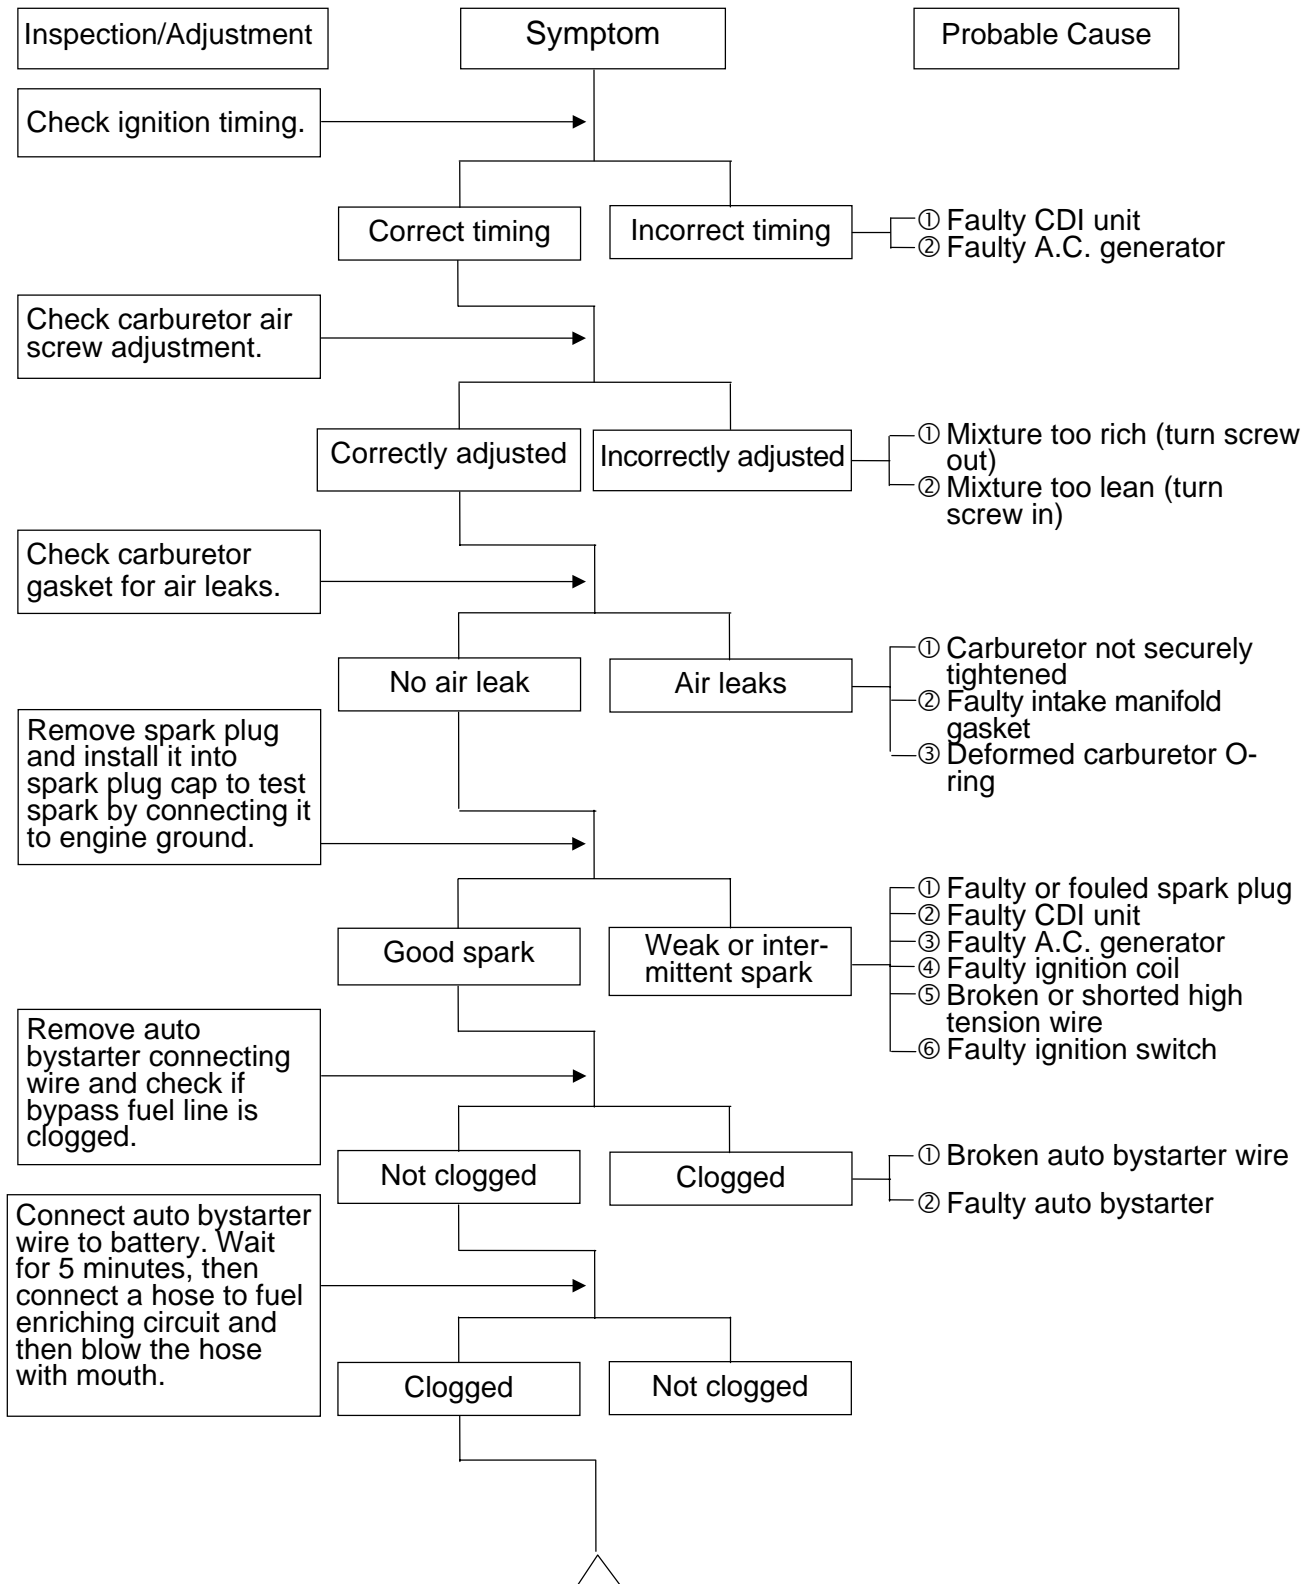 Inspection/Adjustment
Symptom
Probable Cause
Check ignition timing.
Correct timing
Incorrect timing
① Faulty CDI unit
② Faulty A.C. generator
Check carburetor air
screw adjustment.
Correctly adjusted
Incorrectly adjusted
① Mixture too rich (turn screw
out)
② Mixture too lean (turn
screw in)
Check carburetor
gasket for air leaks.
No air leak
Air leaks
① Carburetor not securely
tightened
② Faulty intake manifold
gasket
③ Deformed carburetor O-
ring
Remove spark plug
and install it into
spark plug cap to test
spark by connecting it
to engine ground.
Good spark
Weak or inter-
mittent spark
① Faulty or fouled spark plug
② Faulty CDI unit
③ Faulty A.C. generator
④ Faulty ignition coil
⑤ Broken or shorted high
tension wire
⑥ Faulty ignition switch
Remove auto
bystarter connecting
wire and check if
bypass fuel line is
clogged.
Not clogged
Clogged
① Broken auto bystarter wire
② Faulty auto bystarter
Connect auto bystarter
wire to battery. Wait
for 5 minutes, then
connect a hose to fuel
enriching circuit and
then blow the hose
with mouth.
Clogged
Not clogged